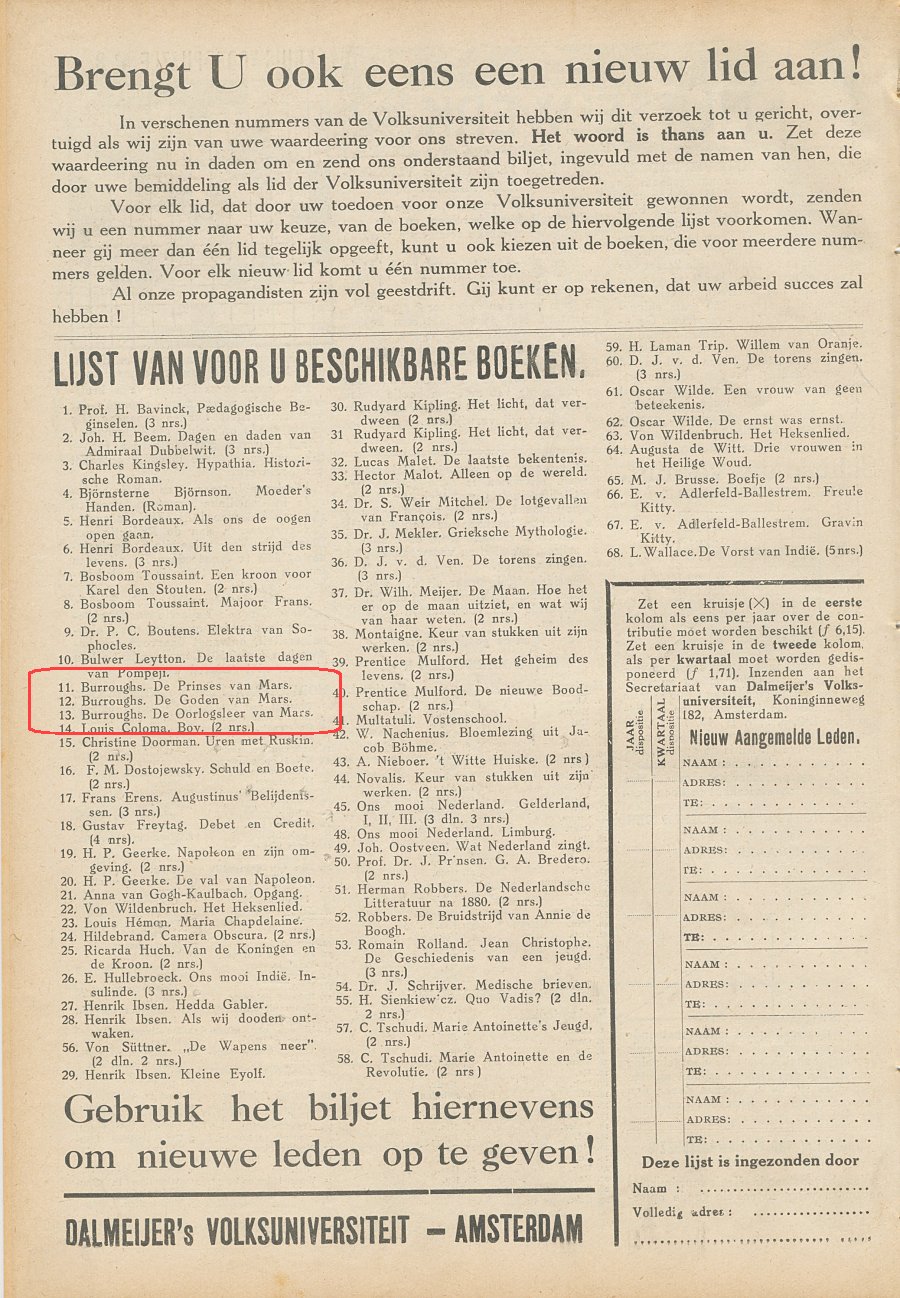 Brengt U ook eens een nieuw lid aan!
In verschenen nummers van de Volksuniversiteit hebben wij dit verzoek tot u gericht, over-
tuigd als wij zijn van uwe waardeering voor ons streven. Het woord is thans aan u. Zet deze
waardeering nu in daden om en zend ons onderstaand biljet, ingevuld met de namen van hen, die
door uwe bemiddeling als lid der Volksuniversiteit zijn toegetreden.
Voor elk lid, dat door uw toedoen voor onze Volksuniversiteit gewonnen wordt, zenden
wij u een nummer naar uw keuze, van de boeken, welke op de hiervolgende lijst voorkomen. Wan-
neer gij meer dan één lid tegelijk opgeeft, kunt u ook kiezen uit de boeken, die voor meerdere num-
mers gelden. Voor elk nieuw lid komt u één nummer toe.
Al onze propagandisten zijn vol geestdrift. Gij kunt er op rekenen, dat uw arbeid succes zal
hebben !
LIJST VAN VOOR U BESCHIKBARE BOEKEN.
1. Prof. H. Bavinck, Pædagogische Be-
ginselen. (3 nrs.)
2. Joh. H. Beem. Dagen en daden van
Admiraal Dubbelwit. (3 nrs.)
3. Charles Kingsley. Hypathia. Histori-
sche Roman.
4. Björnsterne Björnson. Moeder's
Handen. (Roman).
5. Henri Bordeaux. Als ons de oogen
open gaan.
6. Henri Bordeaux. Uit den strijd des
levens. (3 nrs.)
7. Bosboom Toussaint. Een kroon voor
Karel den Stouten. (2 nrs.)
8. Bosboom Toussaint. Majoor Frans.
(2 nrs.)
9. Dr. P. C. Boutens. Elektra van So-
phocles.
10. Bulwer Leytton. De laatste dagen
van Pompeji.
11. Burroughs. De Prinses van Mars.
12. Burroughs. De Goden van Mars.
13. Burroughs. De Oorlogsleer van Mars.
14. Louis Coloma. Boy. (2 nrs.)
15. Christine Doorman. Uren met Ruskin.
(2 nrs.)
16. F. M. Dostojewsky. Schuld en Boete.
(2 nrs.)
17. Frans Erens. Augustinus' Belijdenis-
sen. (3 nrs.)
18. Gustav Freytag. Debet en Credit.
(4 nrs).
19. H. P. Geerke. Napoleon en zijn om-
geving. (2 nrs.)
20. H. P. Geerke. De val van Napoleon.
21. Anna van Gogh-Kaulbach. Opgang.
22. Von Wildenbruch. Het Heksenlied.
23. Louis Hémon. Maria Chapdelaine.
24. Hildebrand. Camera Obscura. (2 nrs.)
25. Ricarda Huch. Van de Koningen en
de Kroon. (2 nrs.)
26. E. Hullebroeck. Ons mooi Indië. In-
sulinde. (3 nrs.)
27. Henrik Ibsen. Hedda Gabler.
28. Henrik Ibsen. Als wij dooden ont-
waken.
56. Von Süttner. „De Wapens neer".
(2 dln. 2 nrs.)
29. Henrik Ibsen. Kleine Eyolf.
30. Rudyard Kipling. Het licht, dat ver-
dween (2 nrs.)
31 Rudyard Kipling. Het licht, dat ver-
dween. (2 nrs.)
32. Lucas Malet. De laatste bekentenis.
33. Hector Malot. Alleen op de wereld.
(2 nrs.)
34. Dr. S. Weir Mitchel. De lotgevallen
van François. (2 nrs.)
35. Dr. J. Mekler. Grieksche Mythologie.
(3 nrs.)
36. D. J. v. d. Ven. De torens zingen.
(3 nrs.)
37. Dr. Wilh. Meijer. De Maan. Hoe het
er op de maan uitziet, en wat wij
van haar weten. (2 nrs.)
38. Montaigne. Keur van stukken uit zijn
werken. (2 nrs.)
39. Prentice Mulford. Het geheim des
levens. (2 nrs.)
40. Prentice Mulford. De nieuwe Bood-
schap. (2 nrs.)
41. Multatuli. Vostenschool.
42. W. Nachenius. Bloemlezing uit Ja-
cob Böhme.
43. A. Nieboer. 't Witte Huiske. (2 nrs)
44. Novalis. Keur van stukken uit zijn
werken. (2 nrs.)
45. Ons mooi Nederland. Gelderland,
I, II, III. (3 dln. 3 nrs.)
48. Ons mooi Nederland. Limburg.
49. Joh. Oostveen. Wat Nederland zingt.
50. Prof. Dr. J. Prinsen. G. A. Bredero.
(2 nrs.)
51. Herman Robbers. De Nederlandsche
Litteratuur na 1880. (2 nrs.)
52. Robbers. De Bruidstrijd van Annie de
Boogh.
53. Romain Rolland. Jean Christophe.
De Geschiedenis van een jeugd.
(3 nrs.)
54. Dr. J. Schrijver. Medische brieven.
55. H. Sienkiewicz. Quo Vadis? (2 dln.
2 nrs.)
57. C. Tschudi. Marie Antoinette's Jeugd.
(2 nrs.)
58. C. Tschudi. Marie Antoinette en de
Revolutie. (2 nrs)
59. H. Laman Trip. Willem van Oranje.
60. D. J. v. d. Ven. De torens zingen.
(3 nrs.)
61. Oscar Wilde. Een vrouw van geen
beteekenis.
62. Oscar Wilde. De ernst was ernst.
63. Von Wildenbruch. Het Heksenlied.
64. Augusta de Witt. Drie vrouwen in
het Heilige Woud.
65. M. J. Brusse. Boefje (2 nrs.)
66. E. v. Adlerfeld-Ballestrem. Freule
Kitty.
67. E. v. Adlerfeld-Ballestrem. Gravin
Kitty.
68. L. Wallace. De Vorst van Indië. (5 nrs.)
Zet een kruisje (X) in de eerste
kolom als eens per jaar over de con-
tributie moet worden beschikt (f 6,15).
Zet een kruisje in de tweede kolom,
als per kwartaal moet worden gedis-
poneerd (f 1,71). Inzenden aan het
Secretariaat van Dalmeijer's Volks-
universiteit, Koninginneweg
182, Amsterdam.
JAAR
dispositie
KWARTAAL
dispositie
Nieuw Aangemelde Leden.
NAAM :
ADRES:
TE:
NAAM :
ADRES:
TE:
NAAM :
ADRES:
TE:
NAAM :
ADRES:
TE:
NAAM :
ADRES:
TE:
NAAM :
ADRES:
TE:
Deze lijst is ingezonden door
Naam :
Volledig adres :
Gebruik het biljet hiernevens
om nieuwe leden op te geven!
DALMEIJER's VOLKSUNIVERSITEIT – AMSTERDAM